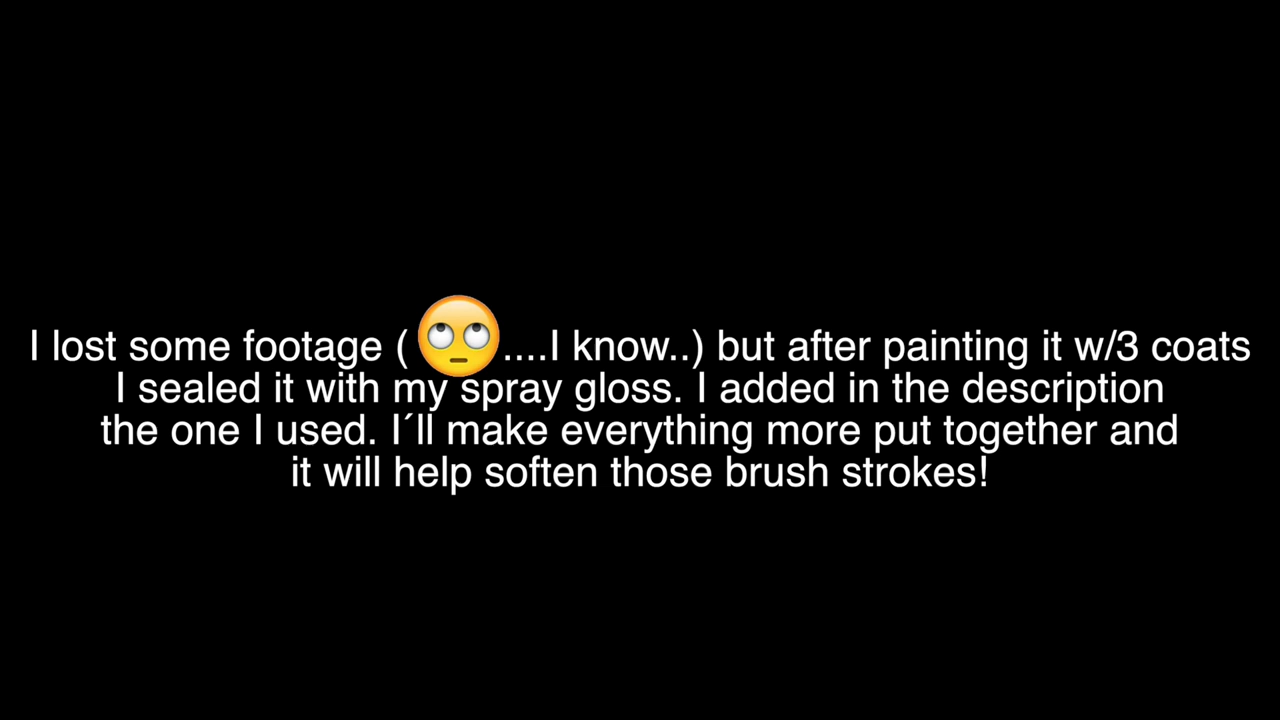 I lost some footage (🙄....I know..) but after painting it w/3 coats
I sealed it with my spray gloss. I added in the description
the one I used. I´ll make everything more put together and
it will help soften those brush strokes!